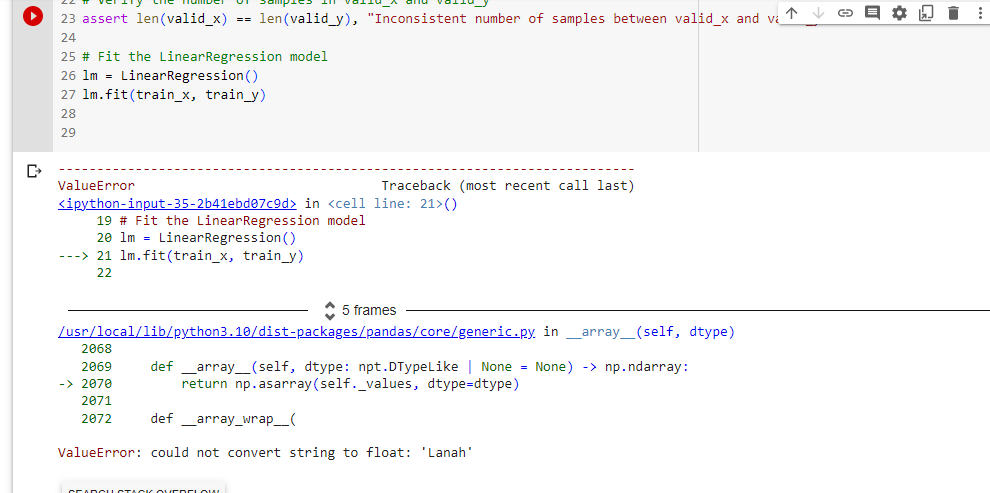 22 # Verify the number of samples in valid_x and valid_y
23 assert len(valid_x) == len(valid_y), "Inconsistent number of samples between valid_x and
24
25 # Fit the LinearRegression model
26 lm = LinearRegression()
27 lm.fit(train_x, train_y)
28
29
---------------------------------------------------------------------------
ValueError                                Traceback (most recent call last)
<ipython-input-35-2b41ebd07c9d> in <cell line: 21>()
     19 # Fit the LinearRegression model
     20 lm = LinearRegression()
---> 21 lm.fit(train_x, train_y)
     22
5 frames
/usr/local/lib/python3.10/dist-packages/pandas/core/generic.py in __array__(self, dtype)
   2068
   2069     def __array__(self, dtype: npt.DTypeLike | None = None) -> np.ndarray:
-> 2070         return np.asarray(self._values, dtype=dtype)
   2071
   2072     def __array_wrap__(
ValueError: could not convert string to float: 'Lanah'
SEARCH STACK OVERFLOW